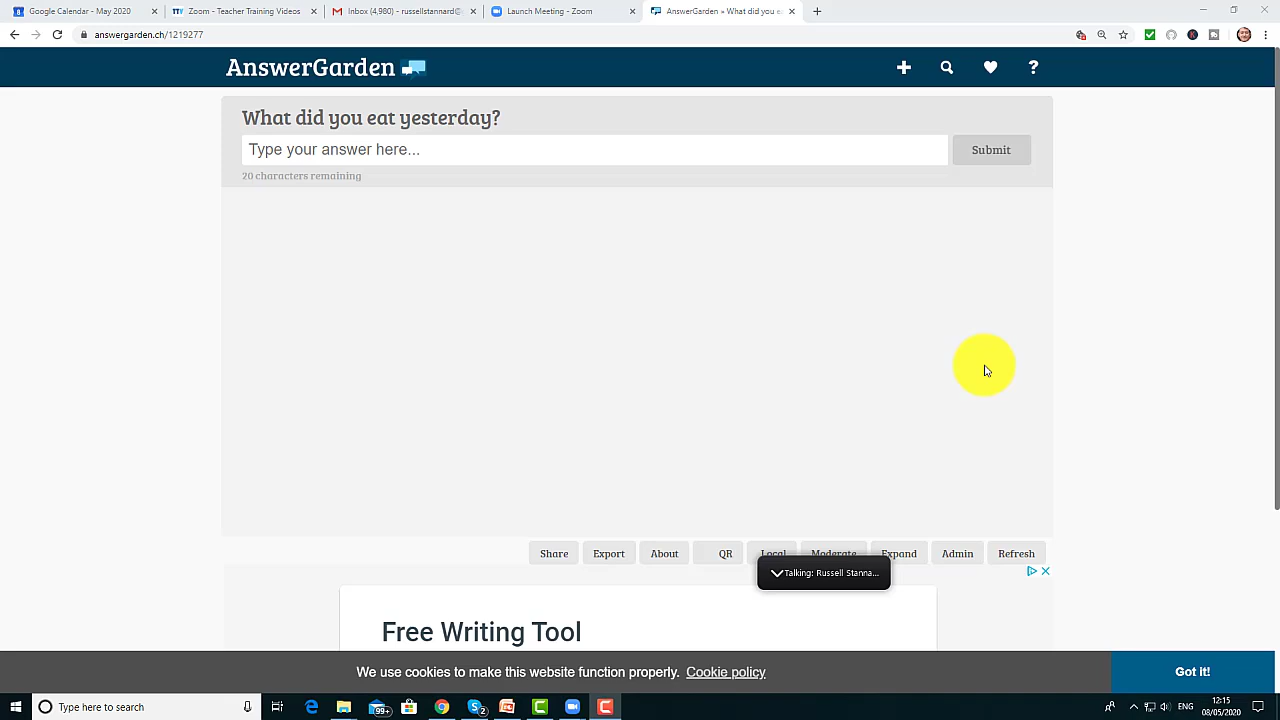 Google Calendar - May 2020
Zoom - Teacher Training Videos
Inbox (4,980) - russellstannard@
Launch Meeting - Zoom
AnswerGarden » What did you e
answergarden.ch/1219277
AnswerGarden
What did you eat yesterday?
Type your answer here...
Submit
20 characters remaining
Share
Export
About
QR
Local
Moderate
Expand
Admin
Refresh
Talking: Russell Stanna...
Free Writing Tool
We use cookies to make this website function properly. Cookie policy
Got it!
Type here to search
99+
2
ENG
12:15
08/05/2020